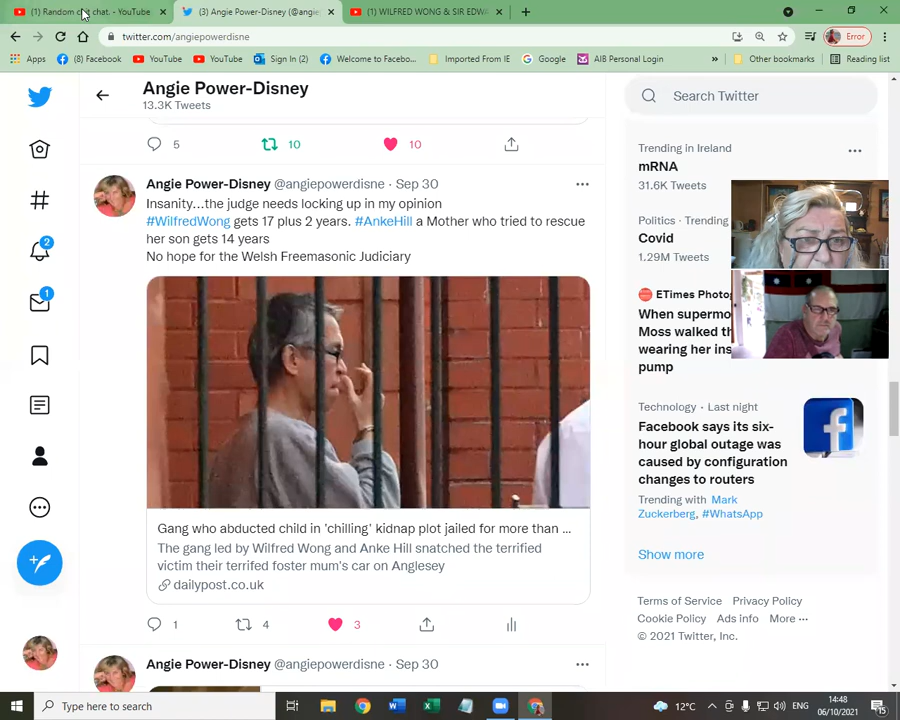 (1) Random chit chat. - YouTube
(3) Angie Power-Disney (@angie
(1) WILFRED WONG & SIR EDWA
twitter.com/angiepowerdisne
Error
Apps
(8) Facebook
YouTube
YouTube
Sign In (2)
Welcome to Facebo...
Imported From IE
Google
AIB Personal Login
»
Other bookmarks
Reading list
Angie Power-Disney
13.3K Tweets
Search Twitter
5
10
10
Angie Power-Disney @angiepowerdisne · Sep 30
Insanity...the judge needs locking up in my opinion
#WilfredWong gets 17 plus 2 years. #AnkeHill a Mother who tried to rescue
her son gets 14 years
No hope for the Welsh Freemasonic Judiciary
Gang who abducted child in 'chilling' kidnap plot jailed for more than ...
The gang led by Wilfred Wong and Anke Hill snatched the terrified
victim their terrifed foster mum's car on Anglesey
dailypost.co.uk
1
4
3
Angie Power-Disney @angiepowerdisne · Sep 30
2
1
Trending in Ireland
mRNA
31.6K Tweets
Politics · Trending
Covid
1.29M Tweets
ETimes Photog
When supermo
Moss walked th
wearing her ins
pump
Technology · Last night
Facebook says its six-
hour global outage was
caused by configuration
changes to routers
Trending with Mark
Zuckerberg, #WhatsApp
Show more
Terms of Service Privacy Policy
Cookie Policy Ads info More
© 2021 Twitter, Inc.
Type here to search
12°C
ENG
14:48
06/10/2021
15